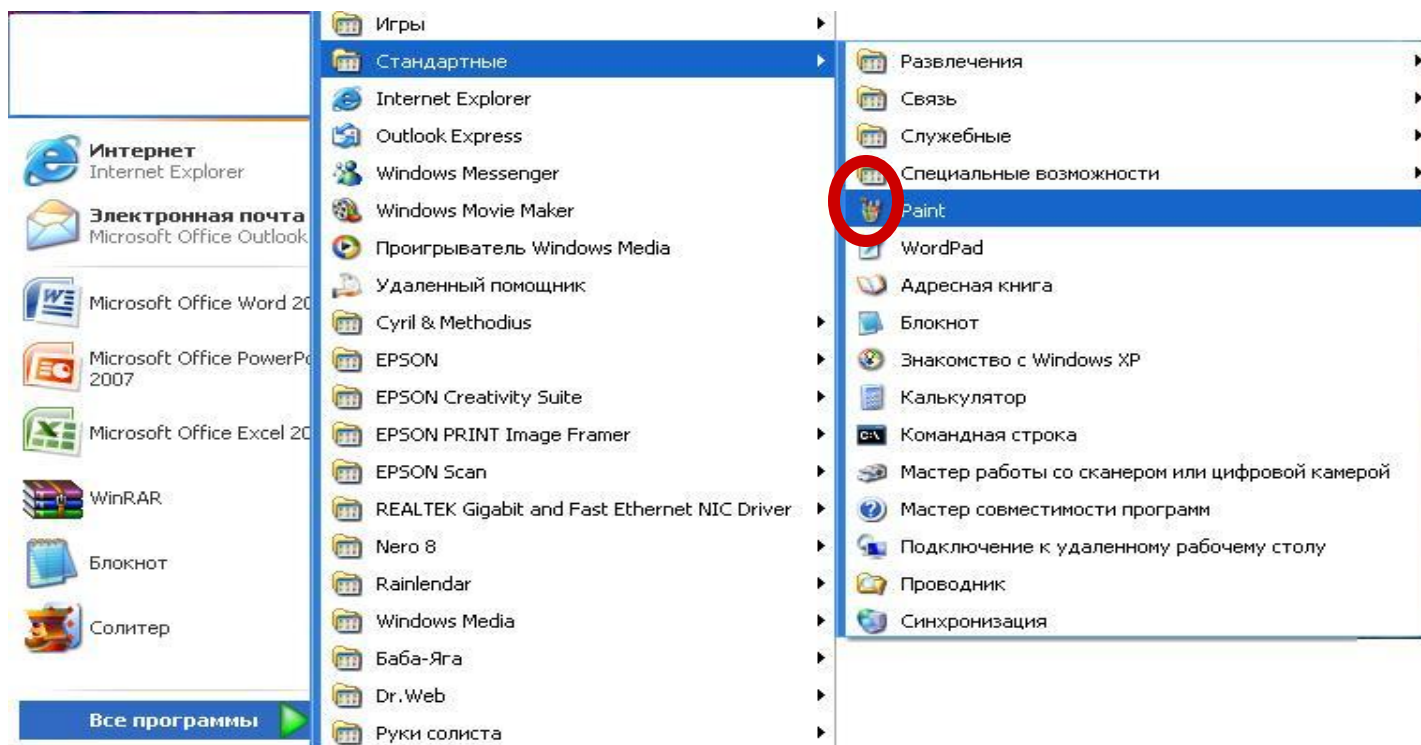 Интернет
Internet Explorer
Электронная почта
Microsoft Office Outlook
Microsoft Office Word 20
Microsoft Office PowerPo
2007
Microsoft Office Excel 20
WinRAR
Блокнот
Солитер
Все программы
Игры
Стандартные
Internet Explorer
Outlook Express
Windows Messenger
Windows Movie Maker
Проигрыватель Windows Media
Удаленный помощник
Cyril & Methodius
EPSON
EPSON Creativity Suite
EPSON PRINT Image Framer
EPSON Scan
REALTEK Gigabit and Fast Ethernet NIC Driver
Nero 8
Rainlendar
Windows Media
Баба-Яга
Dr.Web
Руки солиста
Развлечения
Связь
Служебные
Специальные возможности
Paint
WordPad
Адресная книга
Блокнот
Знакомство с Windows XP
Калькулятор
Командная строка
Мастер работы со сканером или цифровой камерой
Мастер совместимости программ
Подключение к удаленному рабочему столу
Проводник
Синхронизация